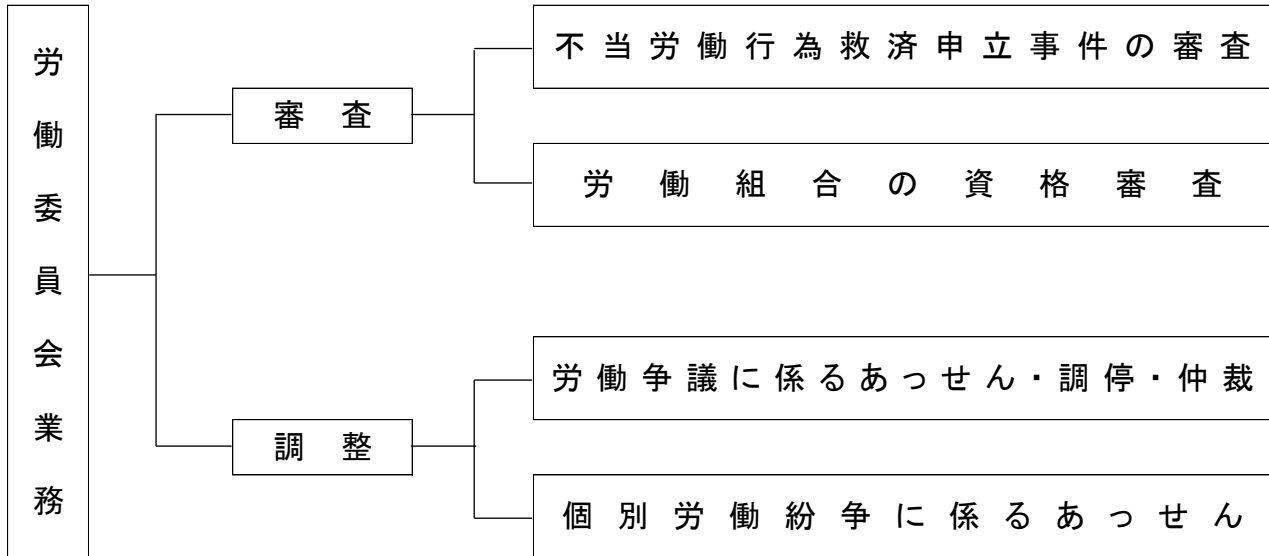 労働委員会業務
審査
不当労働行為救済申立事件の審査
労働組合の資格審査
調整
労働争議に係るあっせん・調停・仲裁
個別労働紛争に係るあっせん